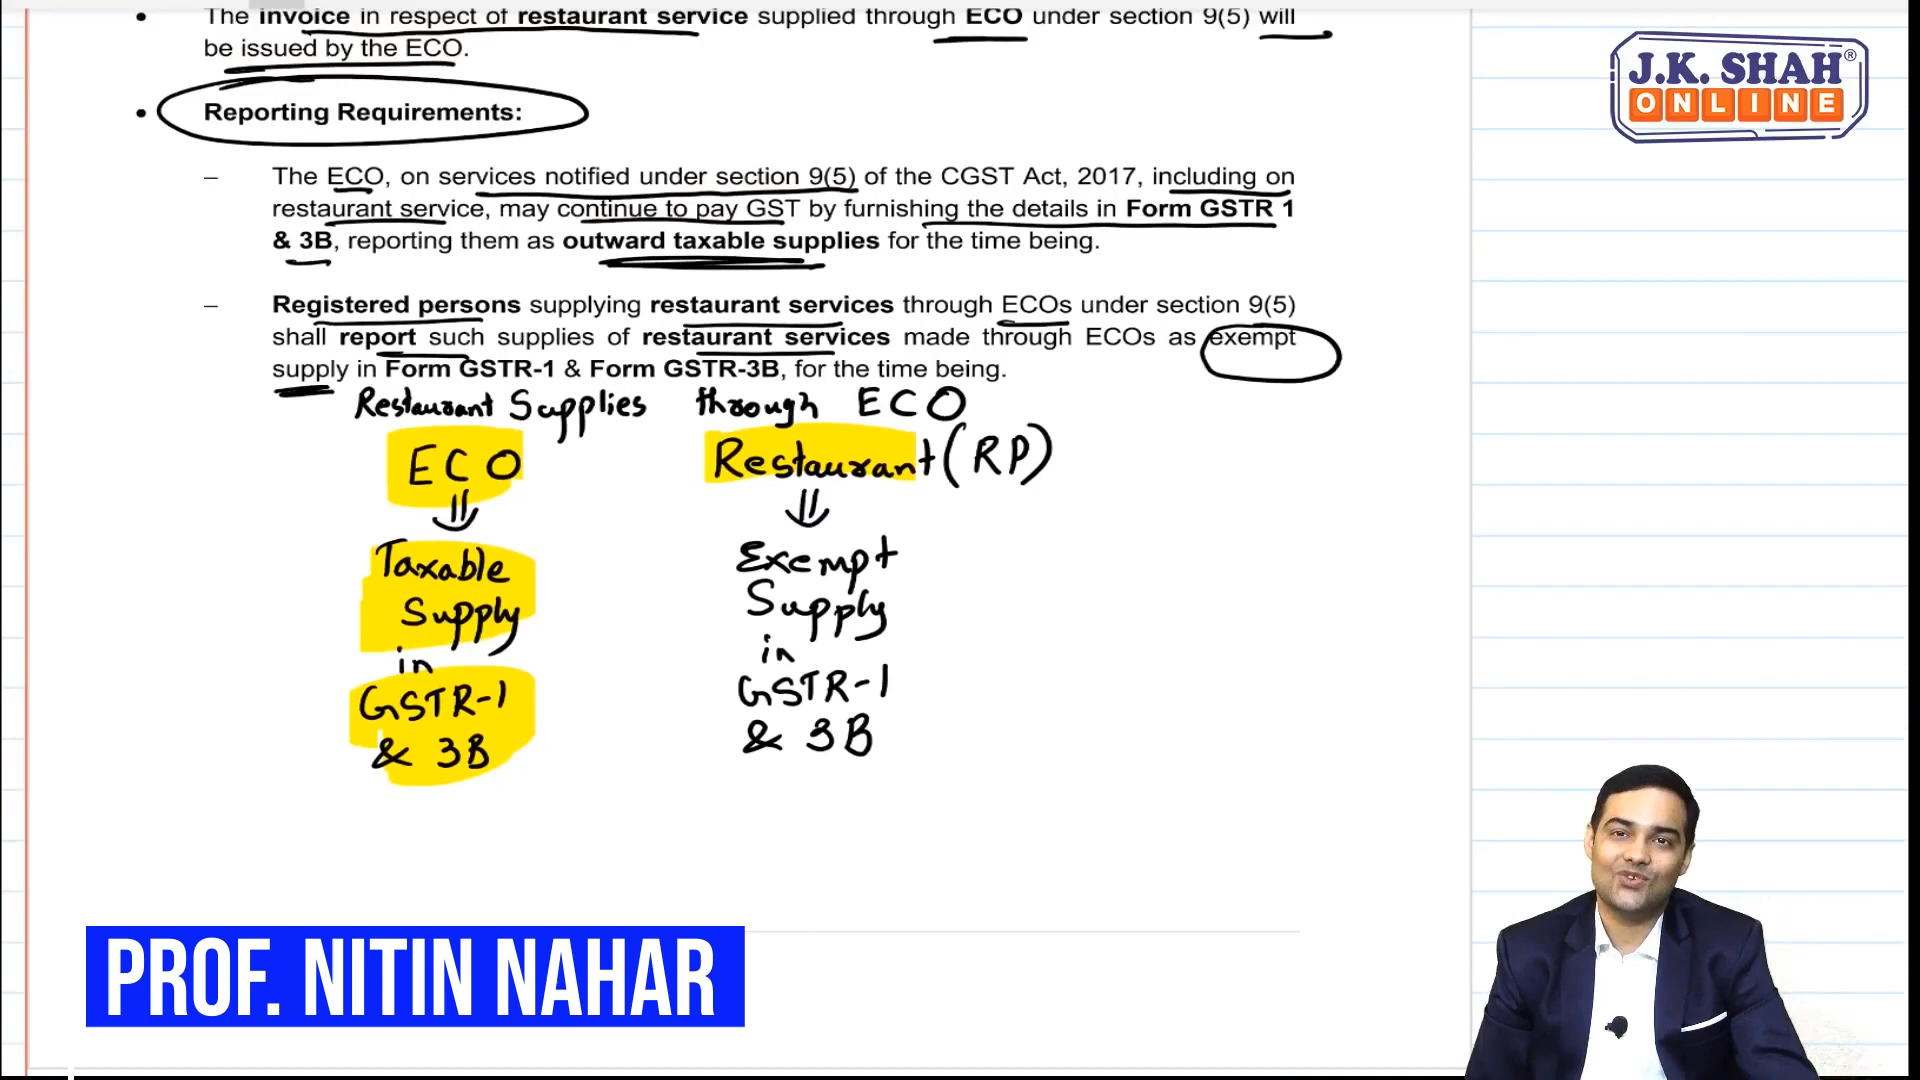 • The invoice in respect of restaurant service supplied through ECO under section 9(5) will
be issued by the ECO.
• Reporting Requirements:
– The ECO, on services notified under section 9(5) of the CGST Act, 2017, including on
restaurant service, may continue to pay GST by furnishing the details in Form GSTR 1
& 3B, reporting them as outward taxable supplies for the time being.
– Registered persons supplying restaurant services through ECOs under section 9(5)
shall report such supplies of restaurant services made through ECOs as exempt
supply in Form GSTR-1 & Form GSTR-3B, for the time being.
Restaurant Supplies through ECO
ECO
Taxable
Supply
in
GSTR-1
& 3B
Restaurant (RP)
Exempt
Supply
in
GSTR-1
& 3B
J.K. SHAH®
ONLINE
PROF. NITIN NAHAR